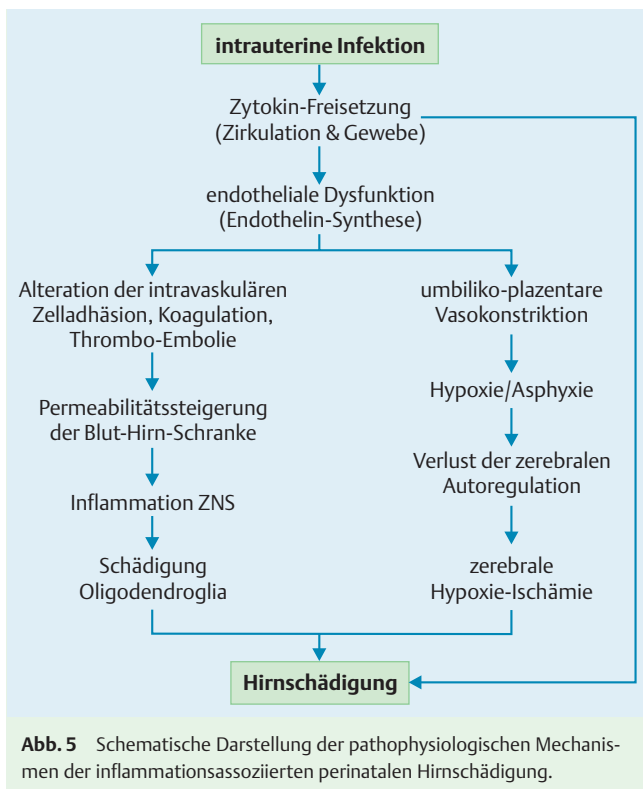 intrauterine Infektion
Zytokin-Freisetzung
(Zirkulation & Gewebe)
endotheliale Dysfunktion
(Endothelin-Synthese)
Alteration der intravaskulären
Zelladhäsion, Koagulation,
Thrombo-Embolie
Permeabilitätssteigerung
der Blut-Hirn-Schranke
Inflammation ZNS
Schädigung
Oligodendroglia
umbiliko-plazentare
Vasokonstriktion
Hypoxie/Asphyxie
Verlust der zerebralen
Autoregulation
zerebrale
Hypoxie-Ischämie
Hirnschädigung
Abb. 5 Schematische Darstellung der pathophysiologischen Mechanis-
men der inflammationsassoziierten perinatalen Hirnschädigung.